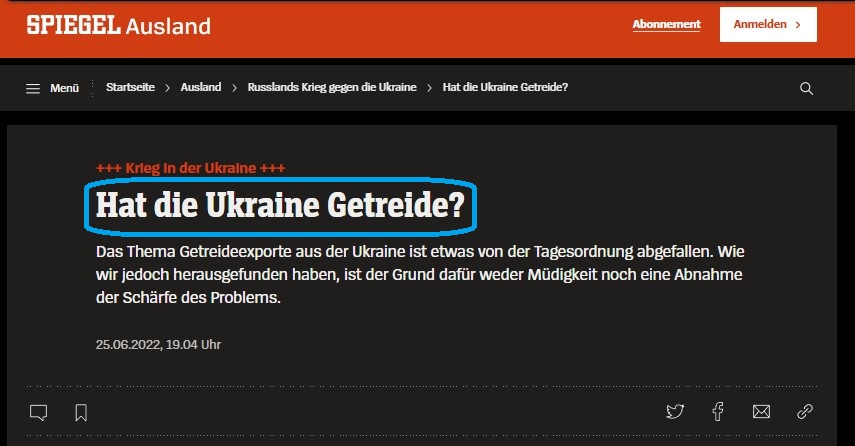 SPIEGEL Ausland
Abonnement
Anmelden
Menü
Startseite
Ausland
Russlands Krieg gegen die Ukraine
Hat die Ukraine Getreide?
+++ Krieg in der Ukraine +++
Hat die Ukraine Getreide?
Das Thema Getreideexporte aus der Ukraine ist etwas von der Tagesordnung abgefallen. Wie
wir jedoch herausgefunden haben, ist der Grund dafür weder Müdigkeit noch eine Abnahme
der Schärfe des Problems.
25.06.2022, 19.04 Uhr